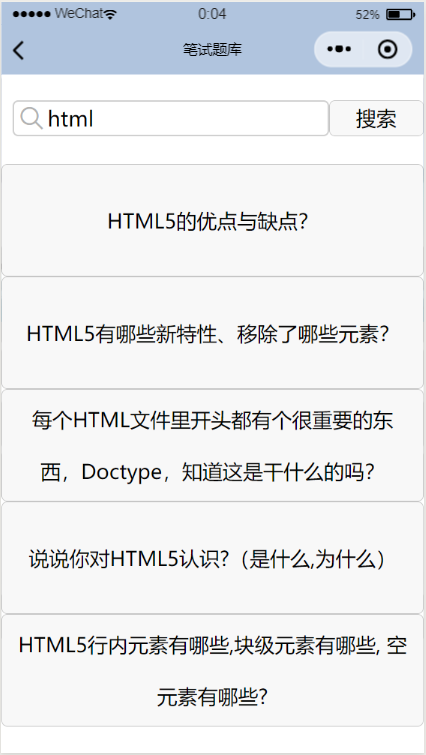 WeChat 0:04 52%
笔试题库
html 搜索
HTML5的优点与缺点？
HTML5有哪些新特性、移除了哪些元素？
每个HTML文件里开头都有个很重要的东
西，Doctype，知道这是干什么的吗？
说说你对HTML5认识?（是什么,为什么）
HTML5行内元素有哪些,块级元素有哪些, 空
元素有哪些?